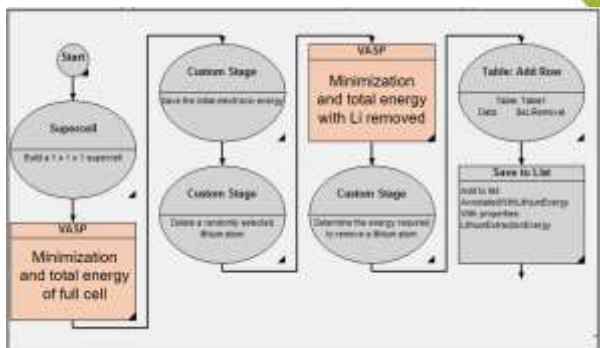 Start
Supercell
Build a 1 x 1 x 1 supercell
VASP
Minimization
and total energy
of full cell
Custom Stage
Save the initial electronic energy
Custom Stage
Delete a randomly selected
lithium atom
VASP
Minimization
and total energy
with Li removed
Custom Stage
Determine the energy required
to remove a lithium atom
Table: Add Row
Table: Table1
Data:
Save to List
Add to list:
AnnotatedWithLithiumEnergy
With properties:
LithiumExtractionEnergy